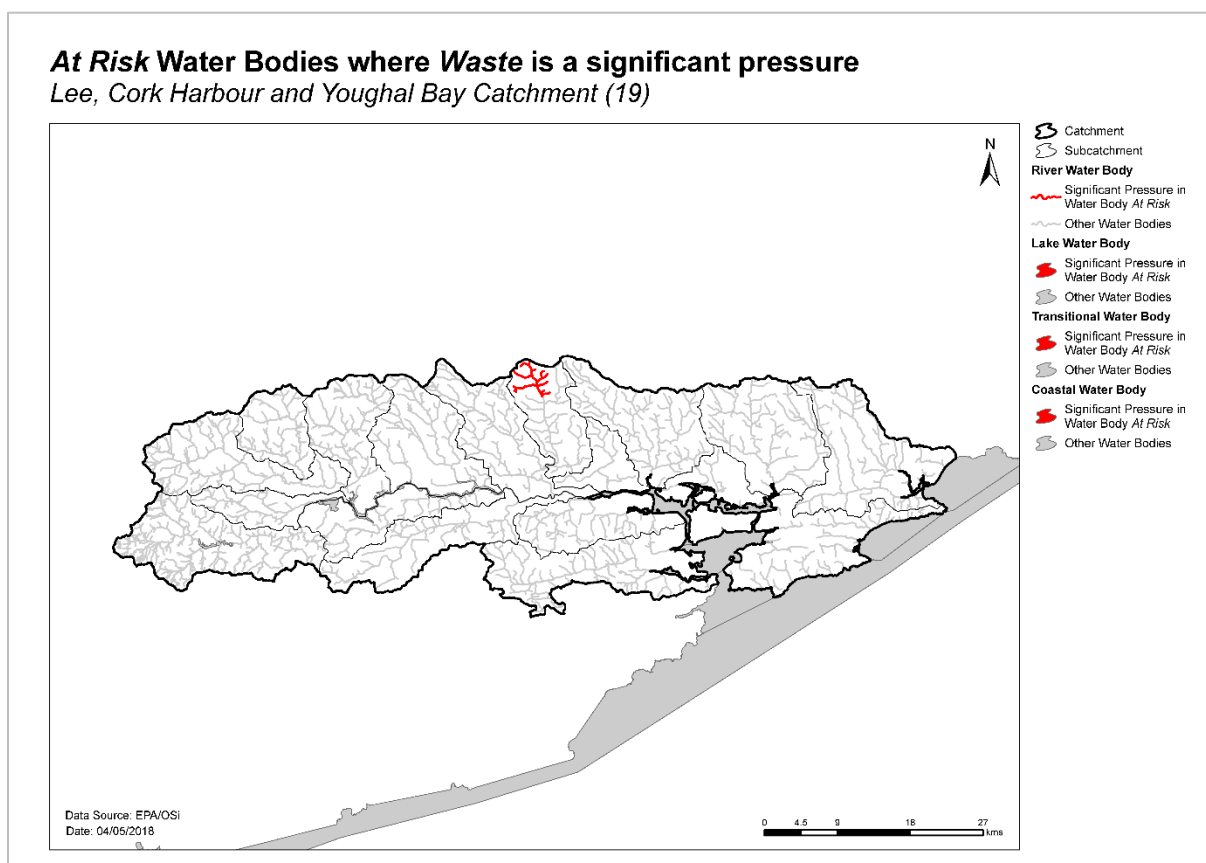 At Risk Water Bodies where Waste is a significant pressure
Lee, Cork Harbour and Youghal Bay Catchment (19)
N
Catchment
Subcatchment
River Water Body
Significant Pressure in
Water Body At Risk
Other Water Bodies
Lake Water Body
Significant Pressure in
Water Body At Risk
Other Water Bodies
Transitional Water Body
Significant Pressure in
Water Body At Risk
Other Water Bodies
Coastal Water Body
Significant Pressure in
Water Body At Risk
Other Water Bodies
Data Source: EPA/OSi
Date: 04/05/2018
0 4.5 9 18 27
kms